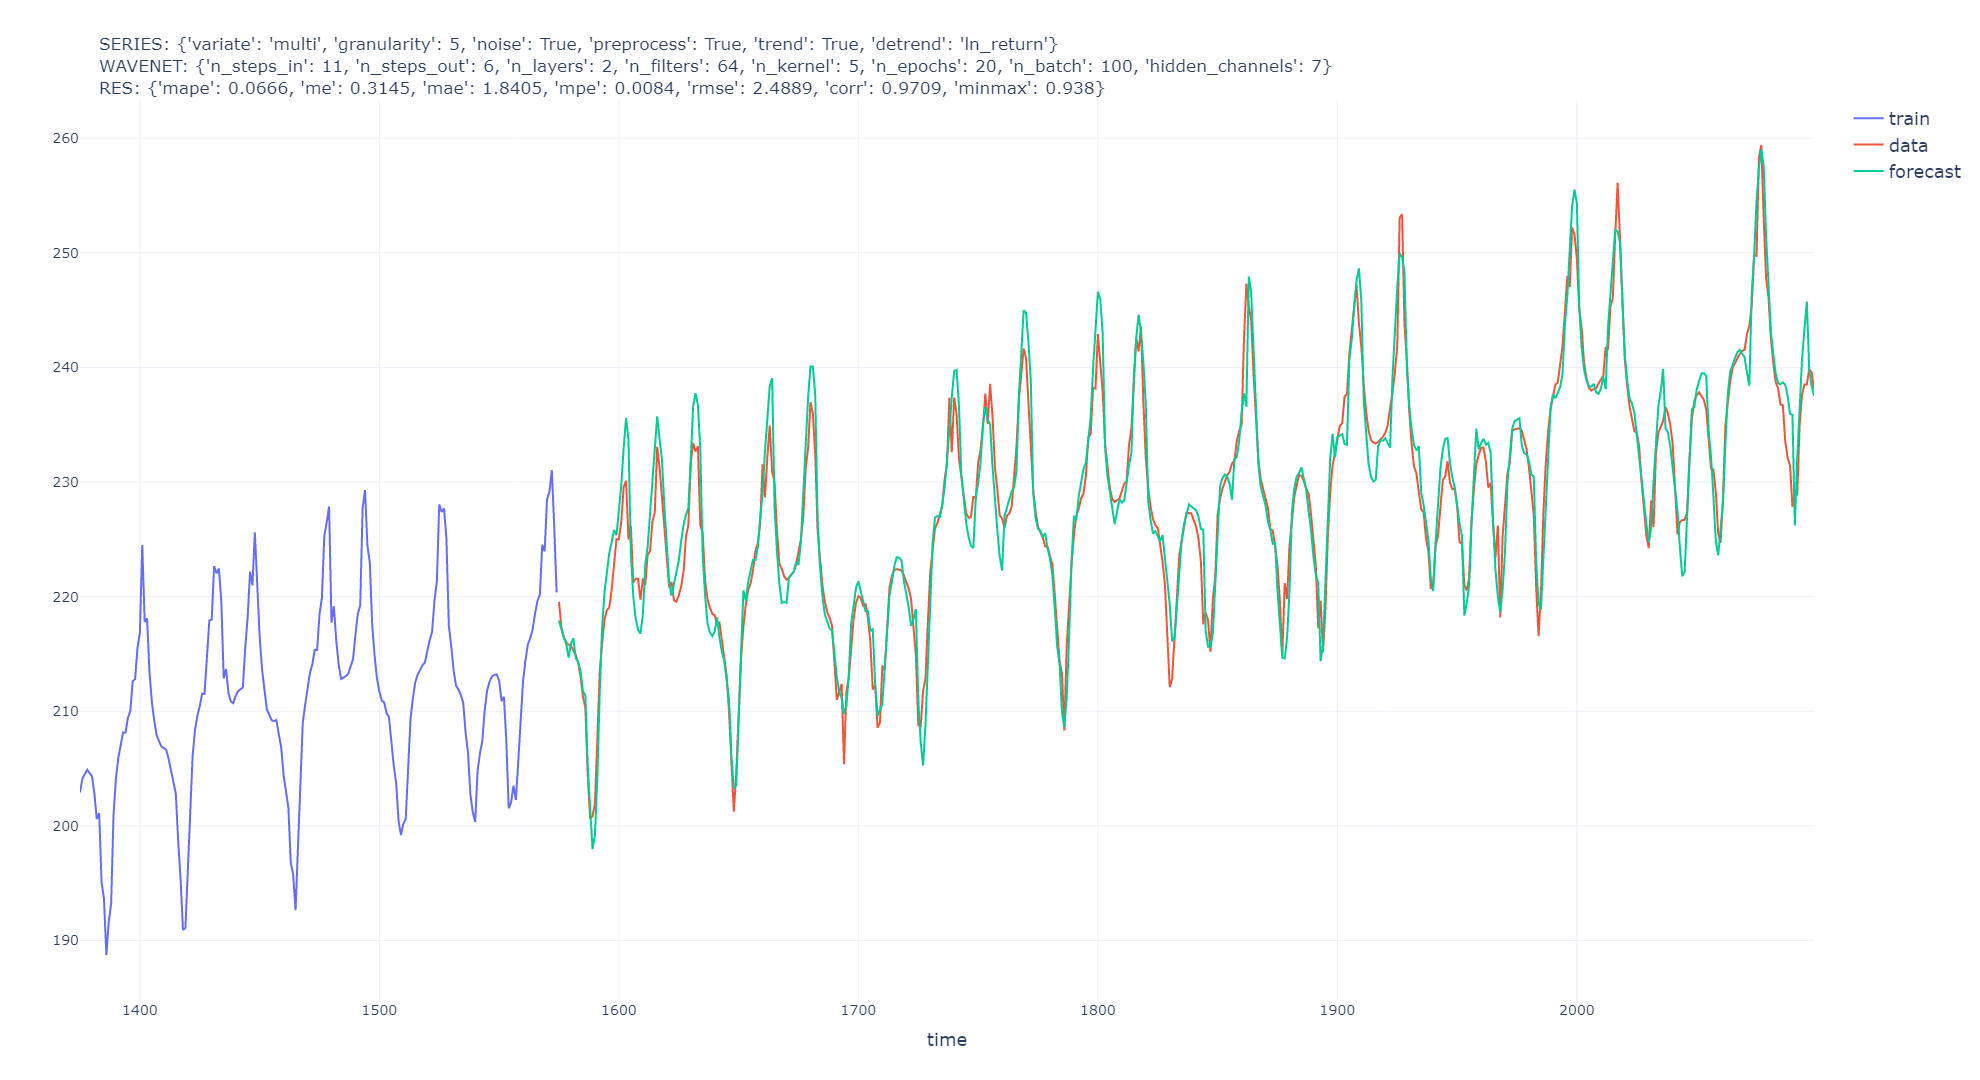 SERIES: {'variate': 'multi', 'granularity': 5, 'noise': True, 'preprocess': True, 'trend': True, 'detrend': 'ln_return'}
WAVENET: {'n_steps_in': 11, 'n_steps_out': 6, 'n_layers': 2, 'n_filters': 64, 'n_kernel': 5, 'n_epochs': 20, 'n_batch': 100, 'hidden_channels': 7}
RES: {'mape': 0.0666, 'me': 0.3145, 'mae': 1.8405, 'mpe': 0.0084, 'rmse': 2.4889, 'corr': 0.9709, 'minmax': 0.938}
train
data
forecast
260
250
240
230
220
210
200
190
1400 1500 1600 1700 1800 1900 2000
time